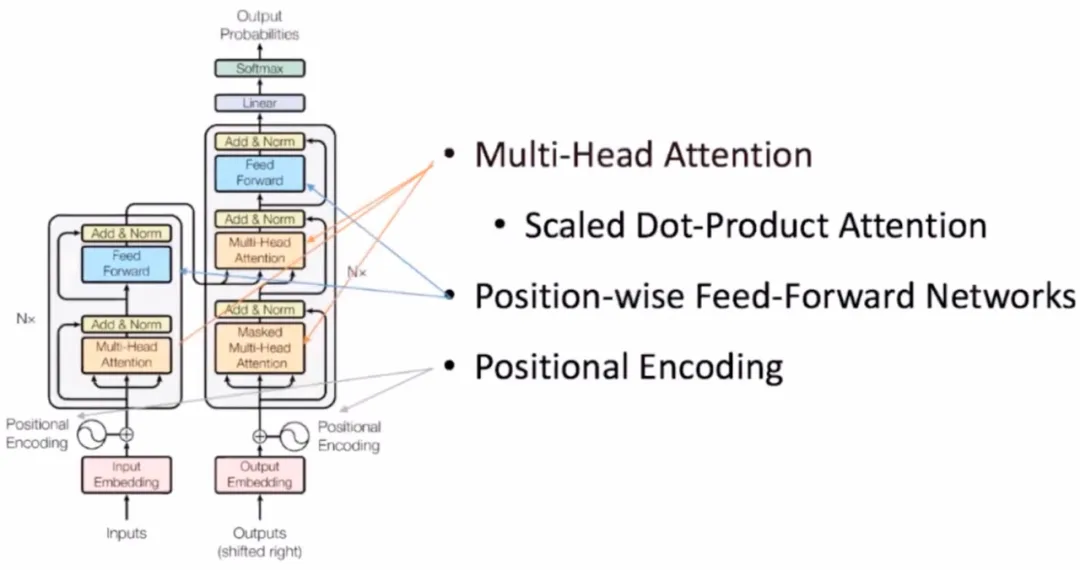 Output
Probabilities
Softmax
Linear
Add & Norm
Feed
Forward
Add & Norm
Multi-Head
Attention
Nx
Add & Norm
Masked
Multi-Head
Attention
Add & Norm
Feed
Forward
Nx
Add & Norm
Multi-Head
Attention
Positional
Encoding
Positional
Encoding
Input
Embedding
Output
Embedding
Inputs
Outputs
(shifted right)
• Multi-Head Attention
• Scaled Dot-Product Attention
• Position-wise Feed-Forward Networks
• Positional Encoding